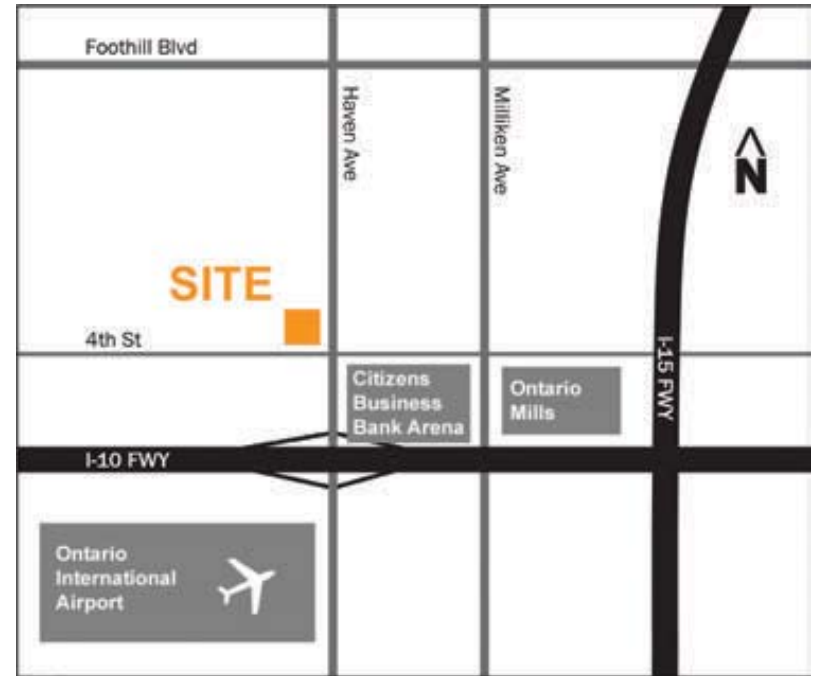 Foothill Blvd
Haven Ave
Milliken Ave
N
SITE
4th St
I-15 FWY
Citizens
Business
Bank Arena
Ontario
Mills
I-10 FWY
Ontario
International
Airport